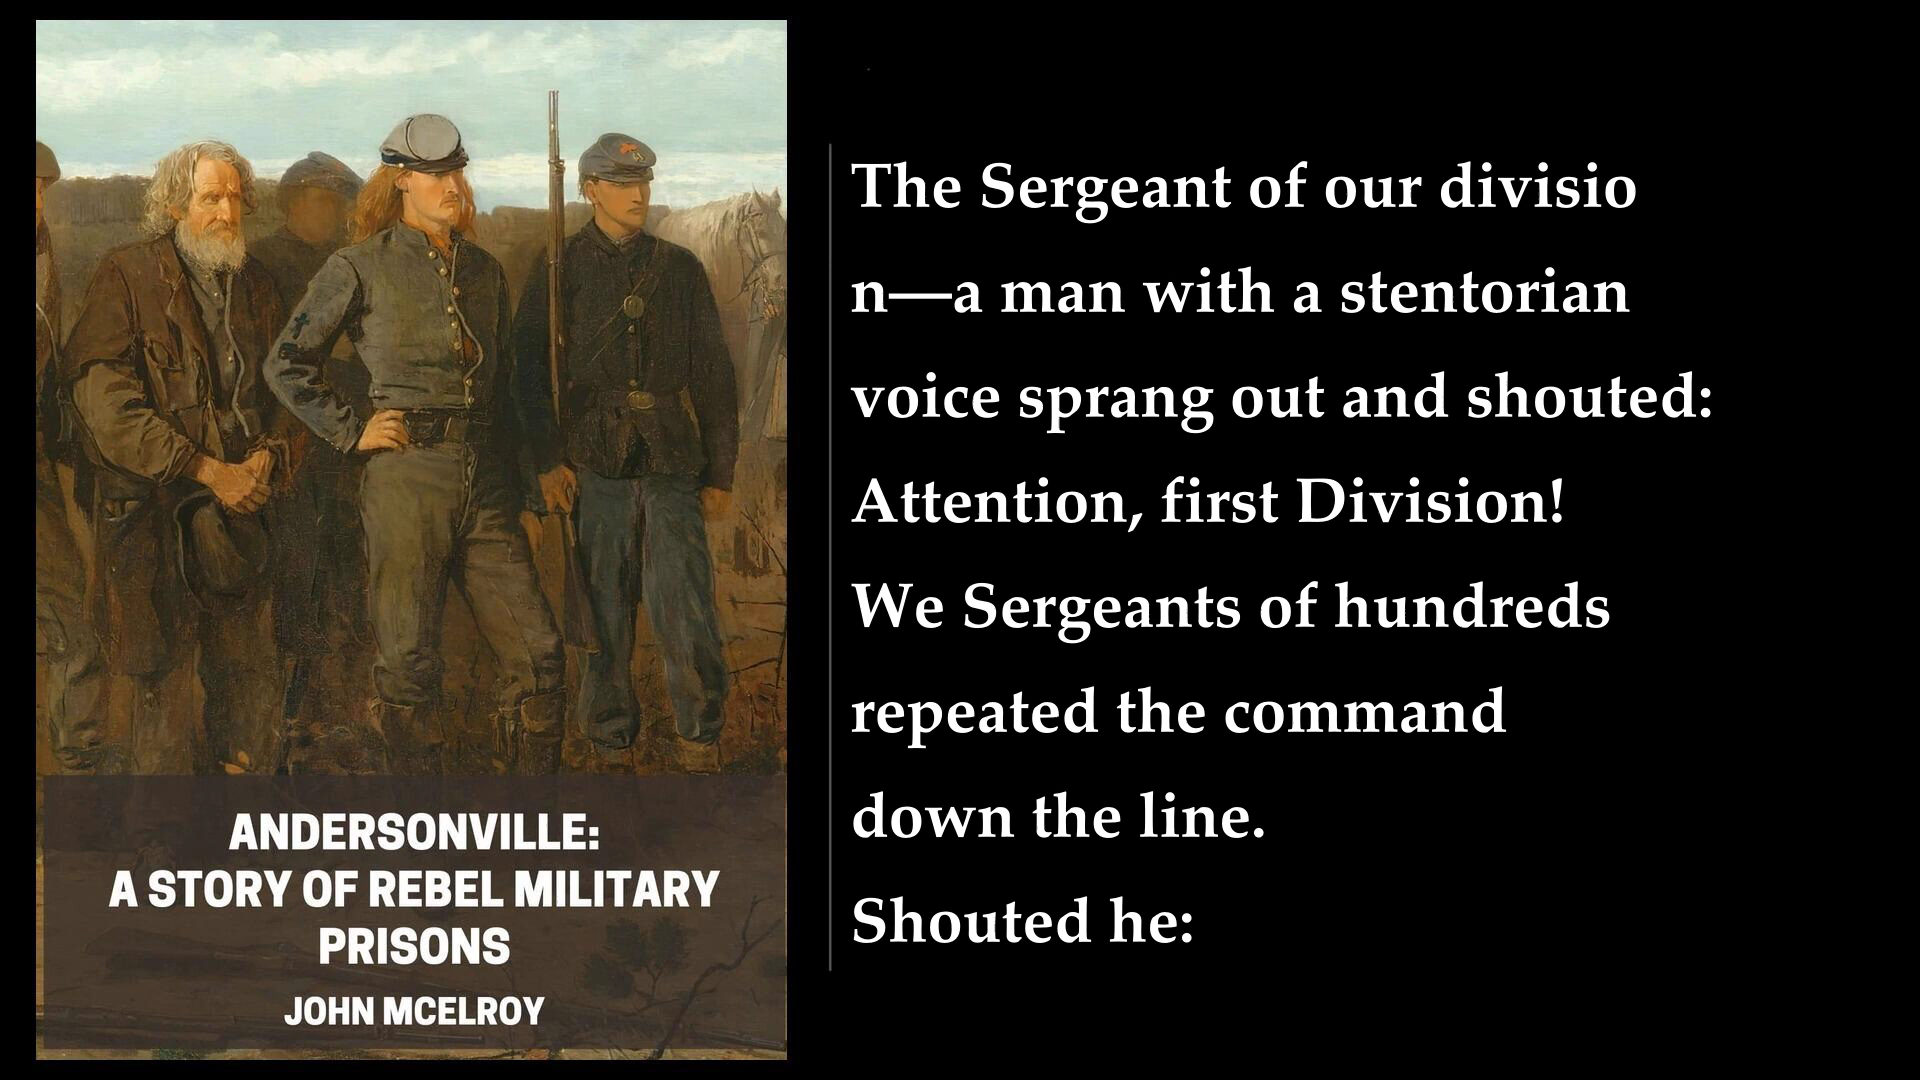 The Sergeant of our divisio
n—a man with a stentorian
voice sprang out and shouted:
Attention, first Division!
We Sergeants of hundreds
repeated the command
down the line.
Shouted he:
ANDERSONVILLE:
A STORY OF REBEL MILITARY
PRISONS
JOHN MCELROY